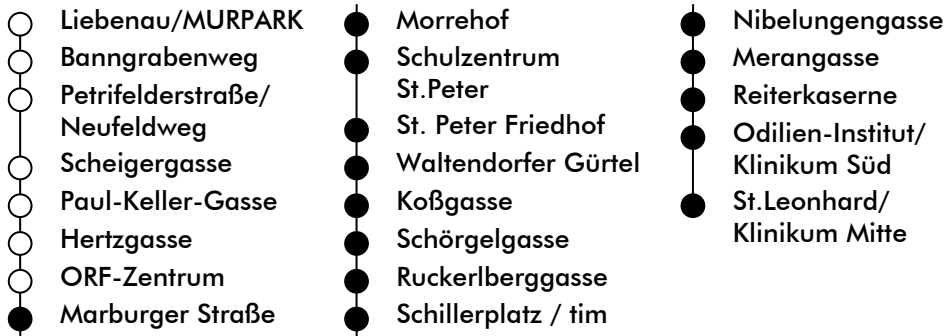 Liebenau/MURPARK
Banngrabenweg
Petrifelderstraße/
Neufeldweg
Scheigergasse
Paul-Keller-Gasse
Hertzgasse
ORF-Zentrum
Marburger Straße
Morrehof
Schulzentrum
St.Peter
St. Peter Friedhof
Waltendorfer Gürtel
Koßgasse
Schörgelgasse
Ruckerlberggasse
Schillerplatz / tim
Nibelungengasse
Merangasse
Reiterkaserne
Odilien-Institut/
Klinikum Süd
St.Leonhard/
Klinikum Mitte